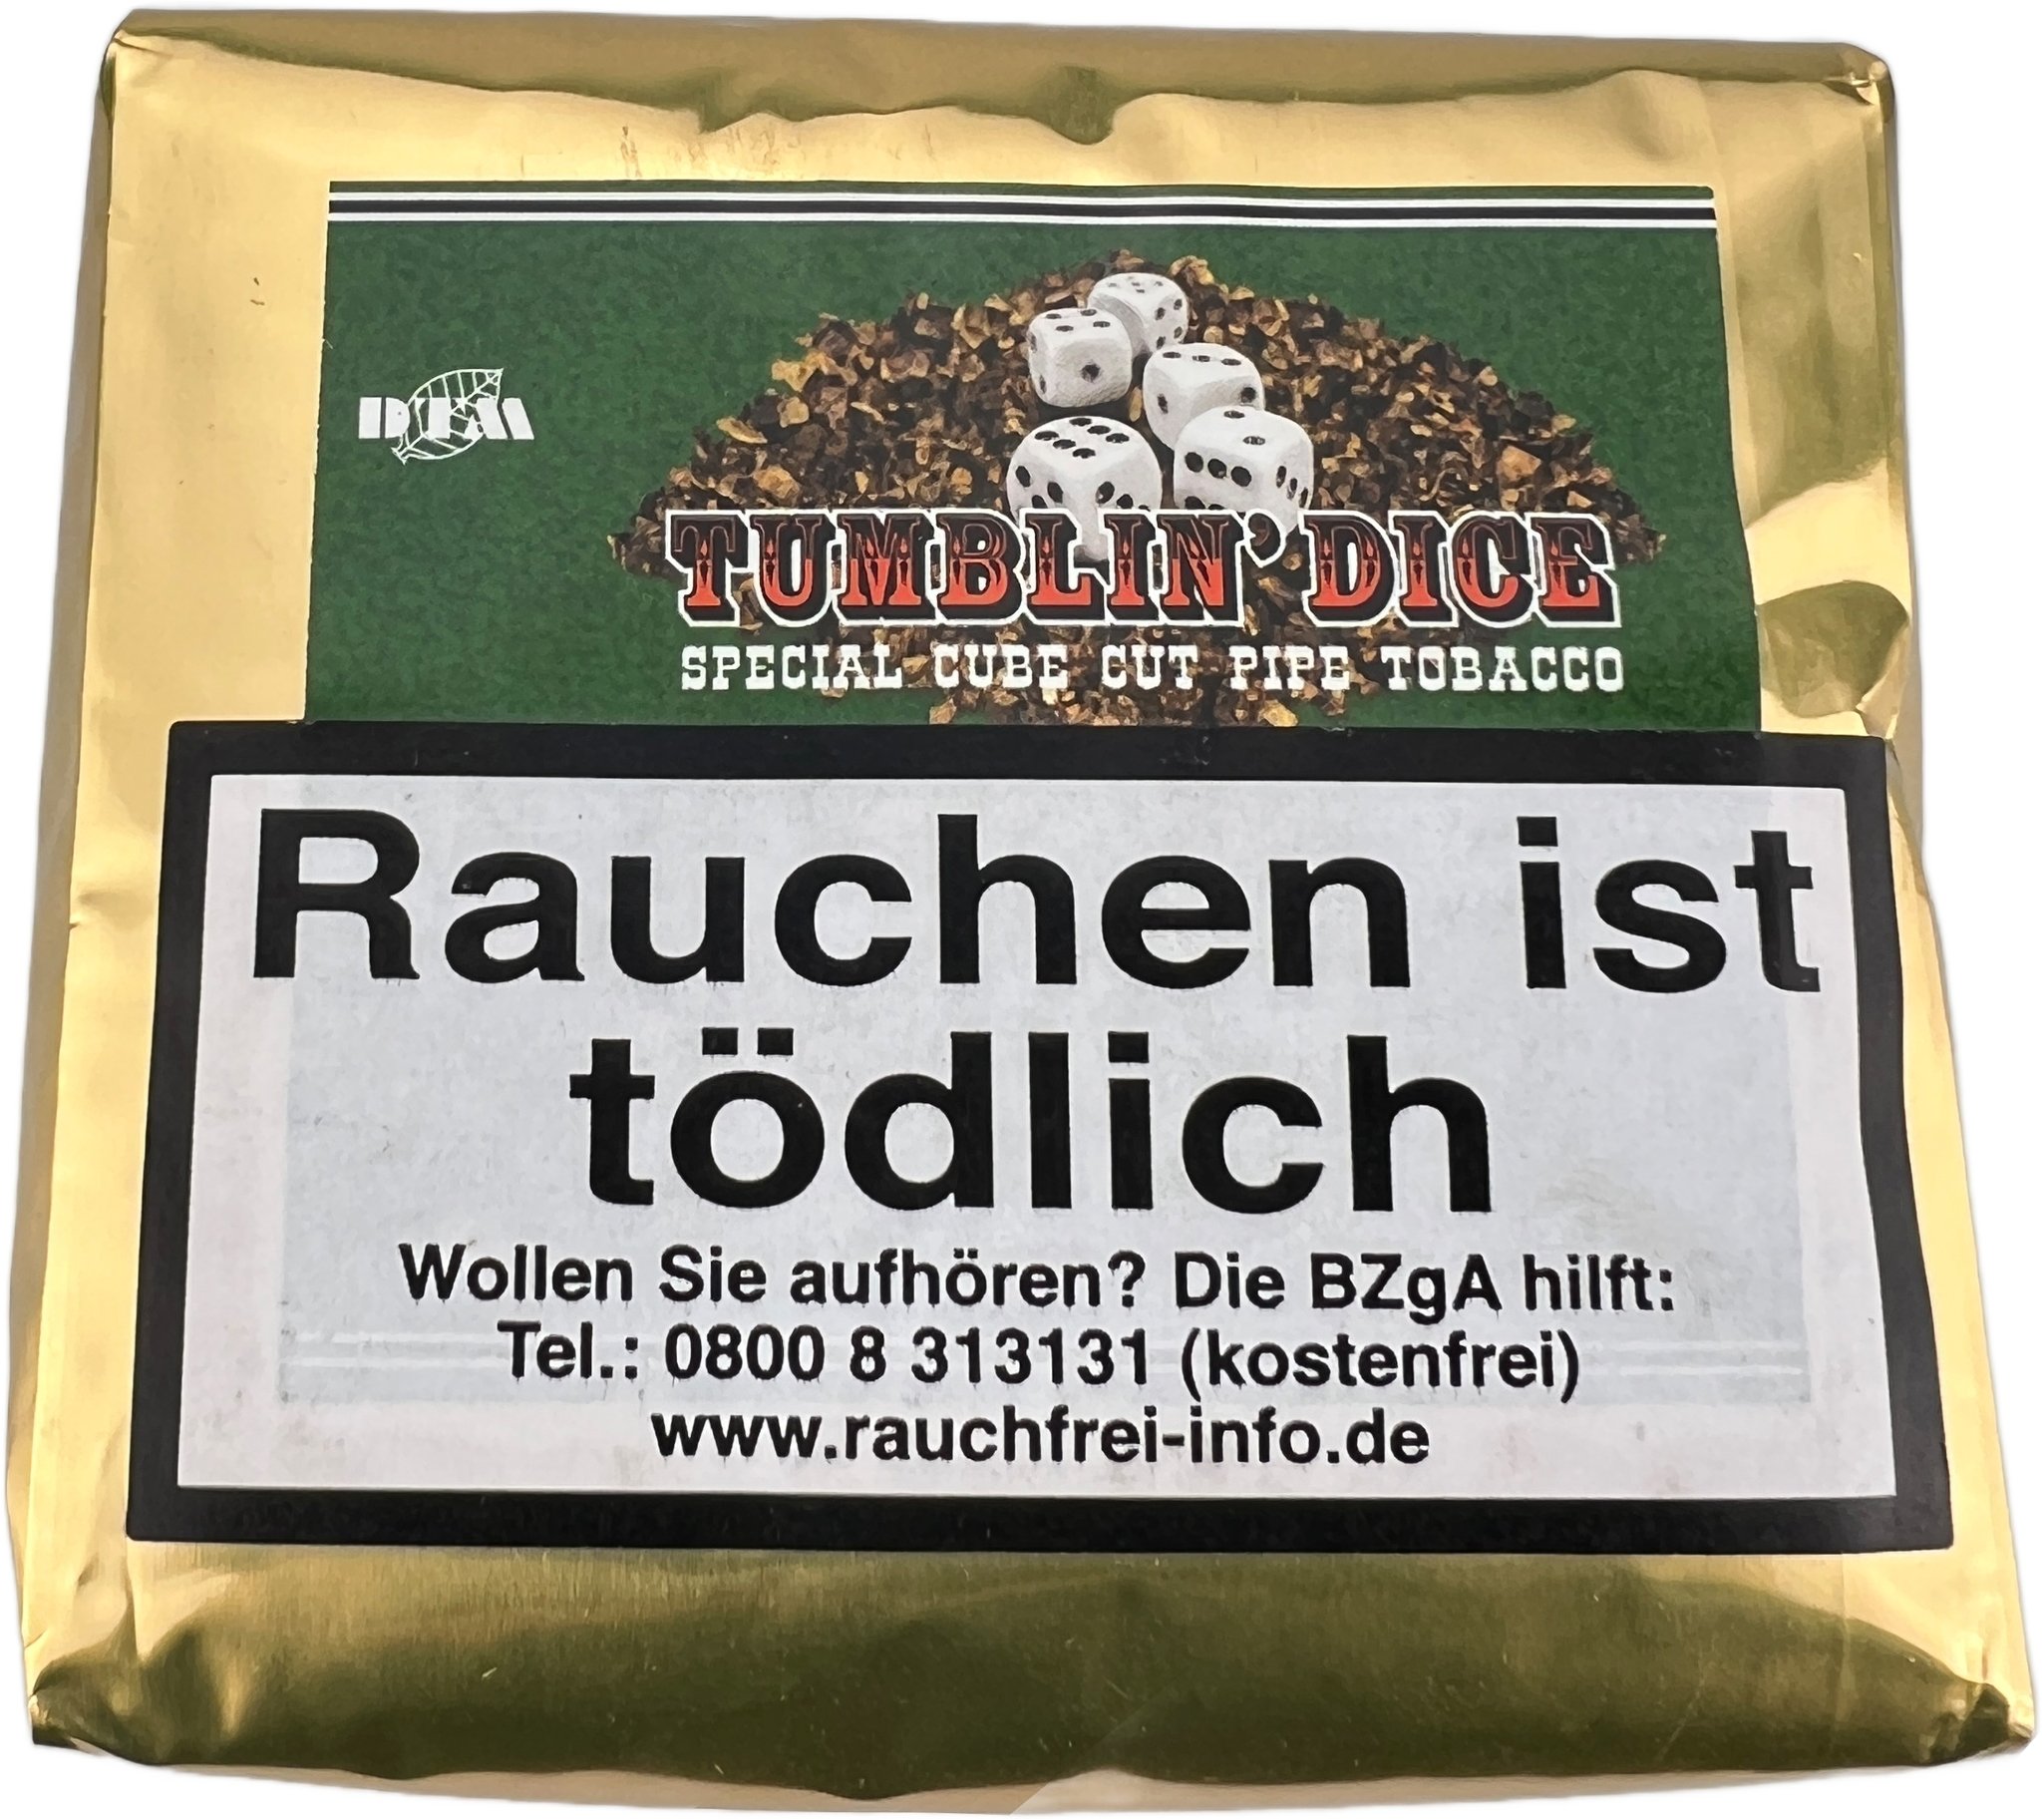 DTM
TUMBLIN' DICE
SPECIAL CUBE CUT PIPE TOBACCO
Rauchen ist
tödlich
Wollen Sie aufhören? Die BZgA hilft:
Tel.: 0800 8 313131 (kostenfrei)
www.rauchfrei-info.de